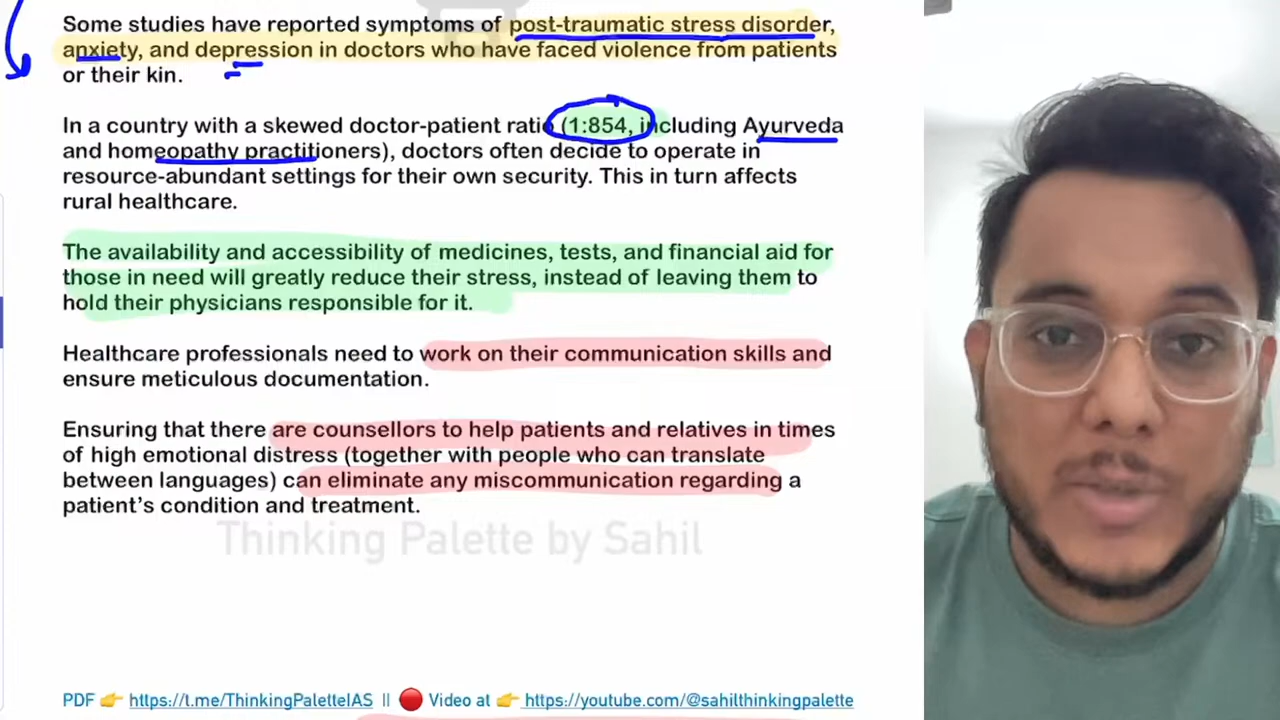 Some studies have reported symptoms of post-traumatic stress disorder,
anxiety, and depression in doctors who have faced violence from patients
or their kin.
In a country with a skewed doctor-patient ratio (1:854, including Ayurveda
and homeopathy practitioners), doctors often decide to operate in
resource-abundant settings for their own security. This in turn affects
rural healthcare.
The availability and accessibility of medicines, tests, and financial aid for
those in need will greatly reduce their stress, instead of leaving them to
hold their physicians responsible for it.
Healthcare professionals need to work on their communication skills and
ensure meticulous documentation.
Ensuring that there are counsellors to help patients and relatives in times
of high emotional distress (together with people who can translate
between languages) can eliminate any miscommunication regarding a
patient's condition and treatment.
Thinking Palette by Sahil
PDF 👉 https://t.me/ThinkingPaletteIAS || 🔴 Video at 👉 https://youtube.com/@sahilthinkingpalette